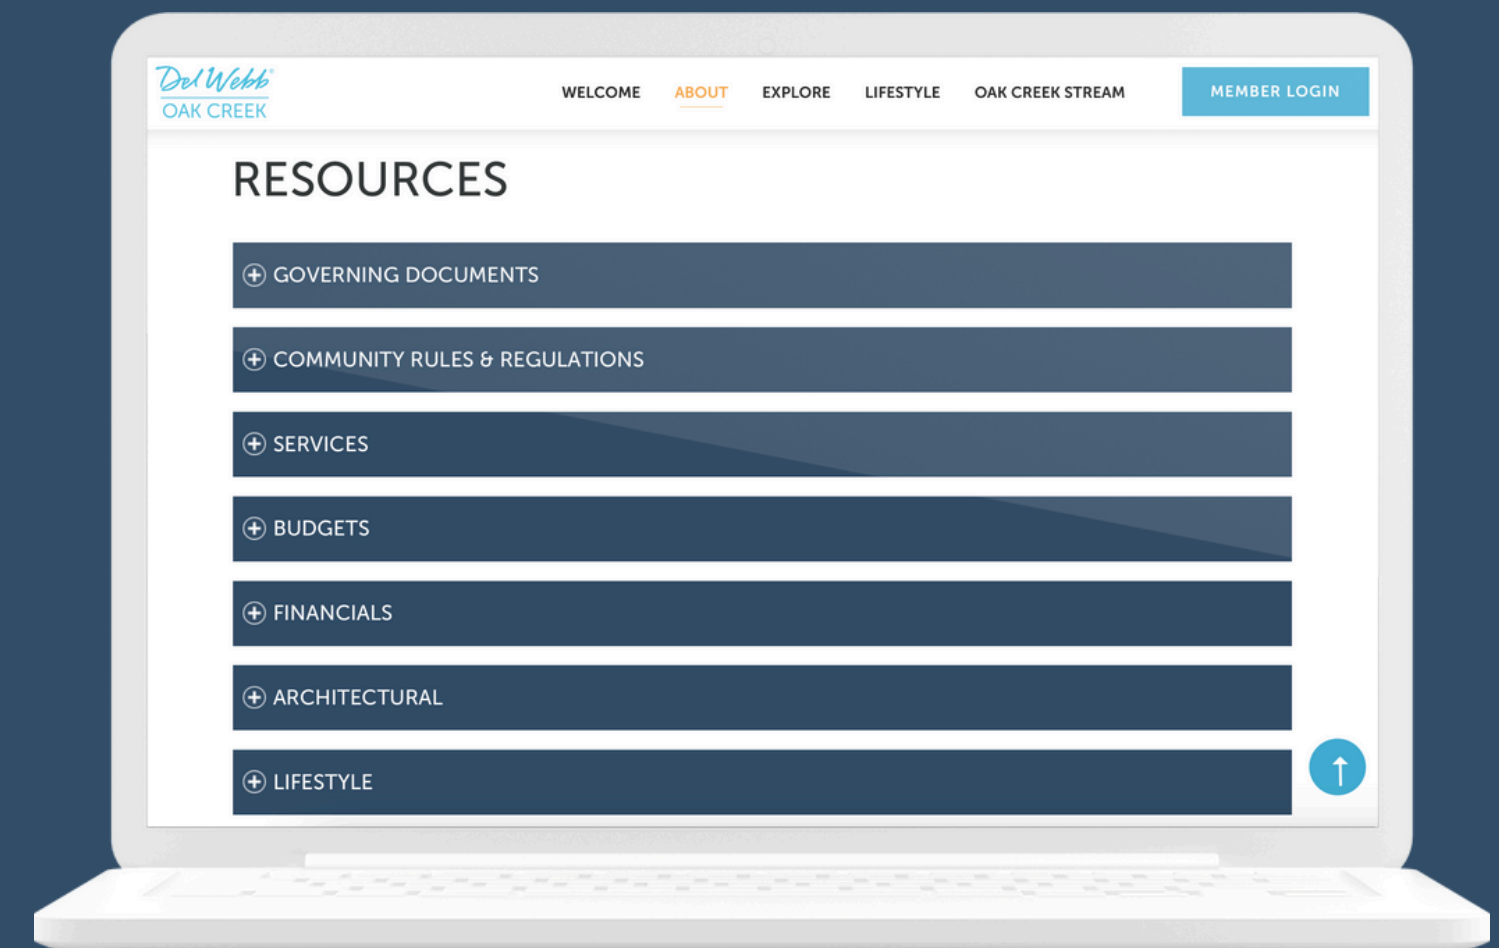 Del Webb®
OAK CREEK
WELCOME ABOUT EXPLORE LIFESTYLE OAK CREEK STREAM MEMBER LOGIN
RESOURCES
GOVERNING DOCUMENTS
COMMUNITY RULES & REGULATIONS
SERVICES
BUDGETS
FINANCIALS
ARCHITECTURAL
LIFESTYLE